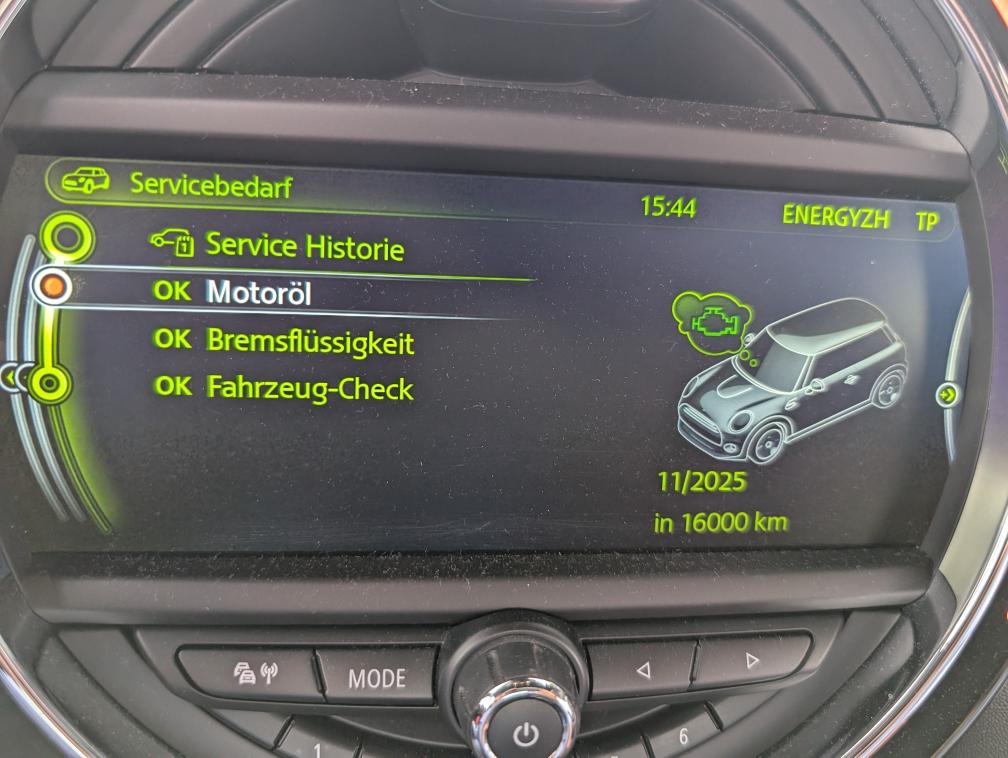 Servicebedarf
15:44 ENERGYZH TP
Service Historie
OK Motoröl
OK Bremsflüssigkeit
OK Fahrzeug-Check
11/2025
in 16000 km
MODE
1
6